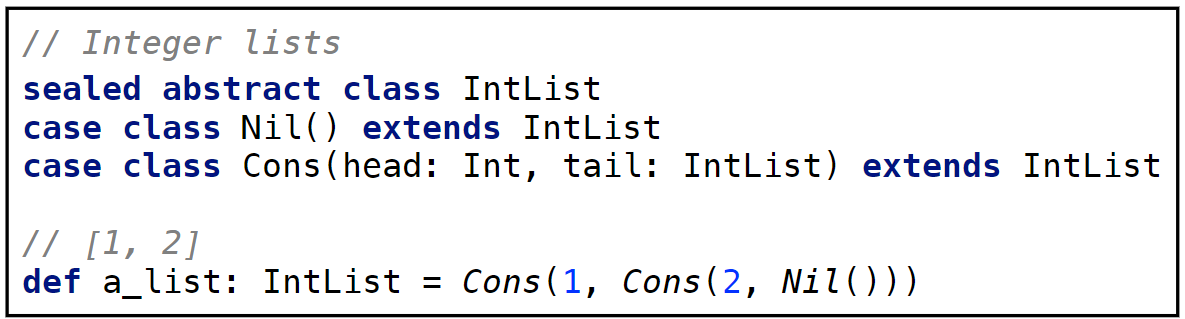 // Integer lists
sealed abstract class IntList
case class Nil() extends IntList
case class Cons(head: Int, tail: IntList) extends IntList
// [1, 2]
def a_list: IntList = Cons(1, Cons(2, Nil()))